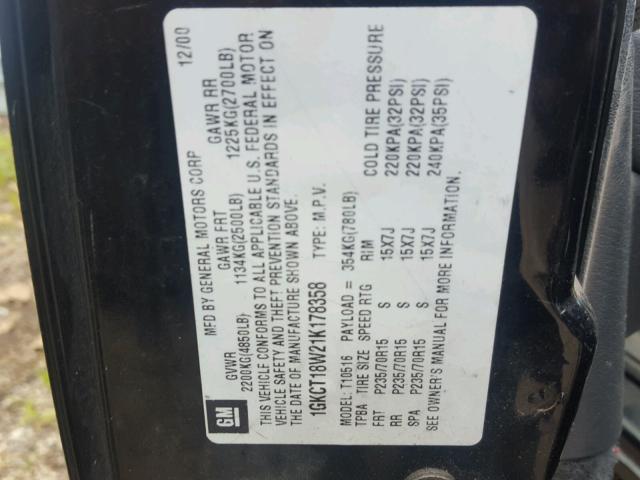 GM
MFD BY GENERAL MOTORS CORP 12/00
GVWR GAWR FRT GAWR RR
2200KG(4850LB) 1134KG(2500LB) 1225KG(2700LB)
THIS VEHICLE CONFORMS TO ALL APPLICABLE U.S. FEDERAL MOTOR
VEHICLE SAFETY AND THEFT PREVENTION STANDARDS IN EFFECT ON
THE DATE OF MANUFACTURE SHOWN ABOVE.
1GKCT18W21K178358 TYPE: M.P.V.
MODEL: T10516 PAYLOAD = 354KG(780LB)
TPBA- TIRE SIZE SPEED RTG RIM COLD TIRE PRESSURE
FRT P235/70R15 S 15X7J 220KPA(32PSI)
RR P235/70R15 S 15X7J 220KPA(32PSI)
SPA P235/70R15 S 15X7J 240KPA(35PSI)
SEE OWNER'S MANUAL FOR MORE INFORMATION.